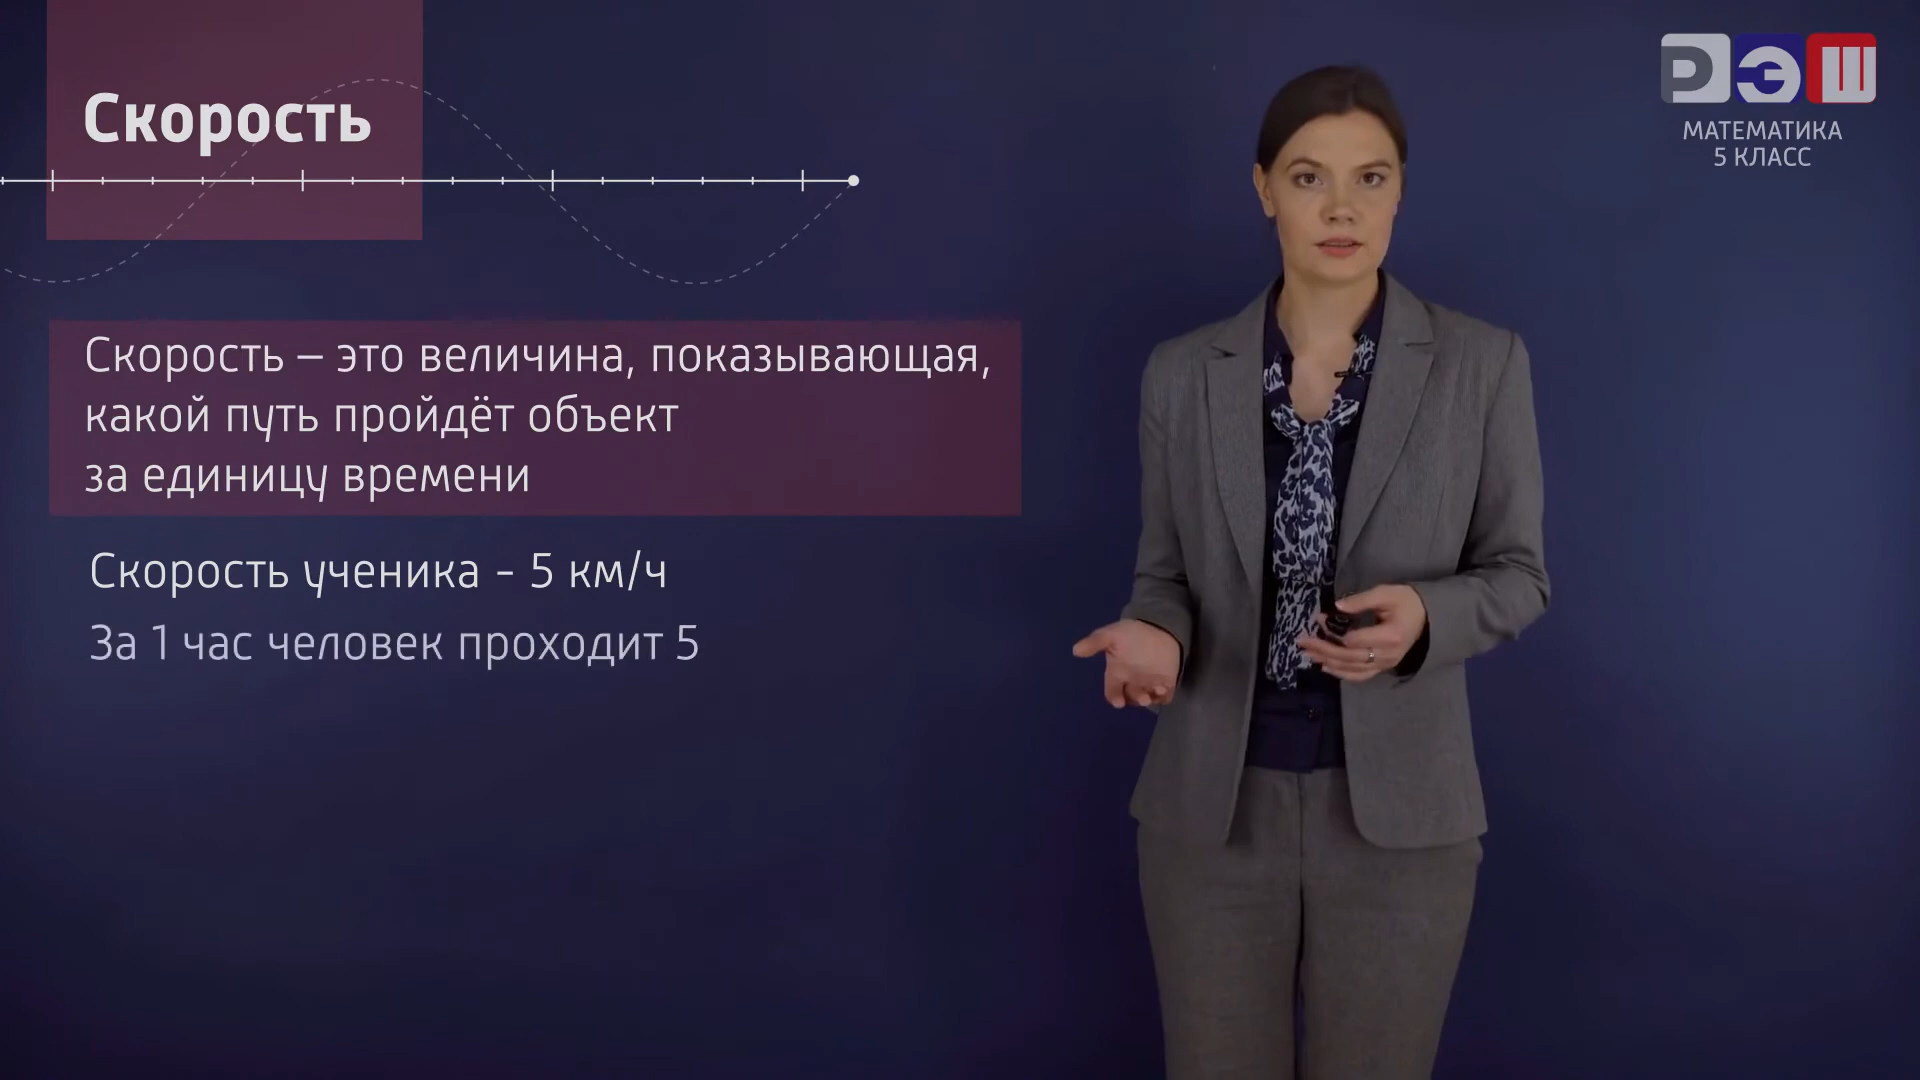 Скорость
РЭШ
МАТЕМАТИКА
5 КЛАСС
Скорость – это величина, показывающая,
какой путь пройдёт объект
за единицу времени
Скорость ученика - 5 км/ч
За 1 час человек проходит 5